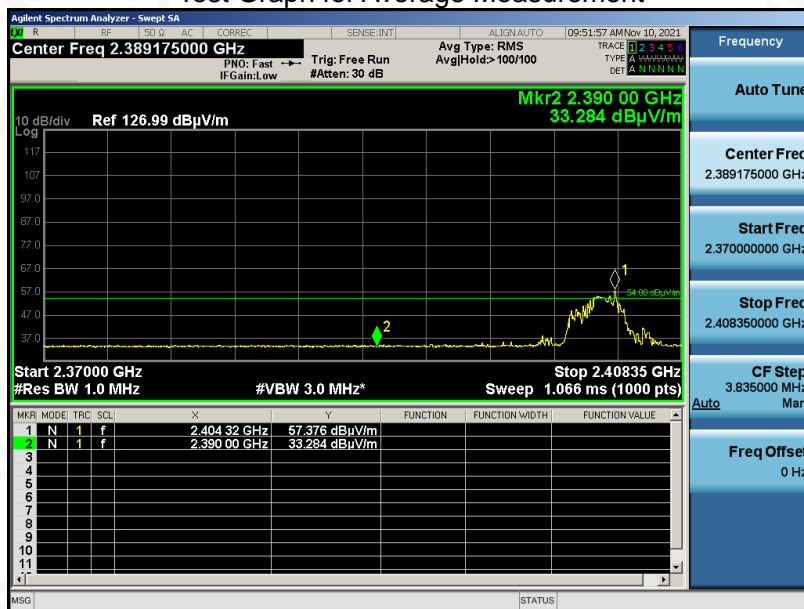 Test Graph for Average Measurement
Agilent Spectrum Analyzer - Swept SA
LXI R RF 50 Ω AC CORREC SENSE:INT ALIGN AUTO 09:51:57 AM Nov 10, 2021
Center Freq 2.389175000 GHz
PNO: Fast
IFGain:Low
Trig: Free Run
#Atten: 30 dB
Avg Type: RMS
Avg|Hold:>100/100
TRACE 1 2 3 4 5 6
TYPE A WWWWW
DET A N N N N N
Mkr2 2.390 00 GHz
33.284 dBµV/m
10 dB/div Ref 126.99 dBµV/m
Log
117
107
97.0
87.0
77.0
67.0
57.0
47.0
37.0
1
54.00 dBµV/m
2
Start 2.37000 GHz Stop 2.40835 GHz
#Res BW 1.0 MHz #VBW 3.0 MHz* Sweep 1.066 ms (1000 pts)
MKR MODE TRC SCL X Y FUNCTION FUNCTION WIDTH FUNCTION VALUE
1 N 1 f 2.404 32 GHz 57.376 dBµV/m
2 N 1 f 2.390 00 GHz 33.284 dBµV/m
3
4
5
6
7
8
9
10
11
MSG STATUS
Frequency
Auto Tune
Center Freq
2.389175000 GHz
Start Freq
2.370000000 GHz
Stop Freq
2.408350000 GHz
CF Step
3.835000 MHz
Auto Man
Freq Offset
0 Hz